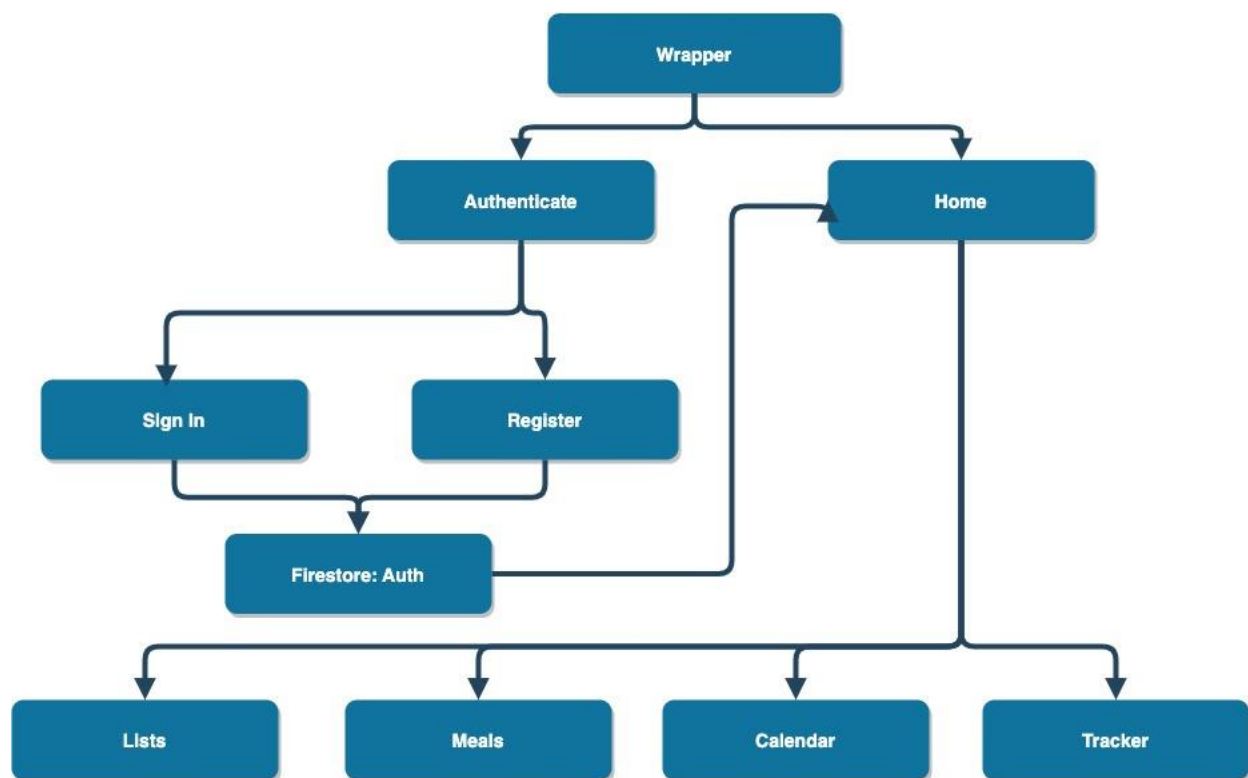 Wrapper
Authenticate
Home
Sign In
Register
Firestore: Auth
Lists
Meals
Calendar
Tracker